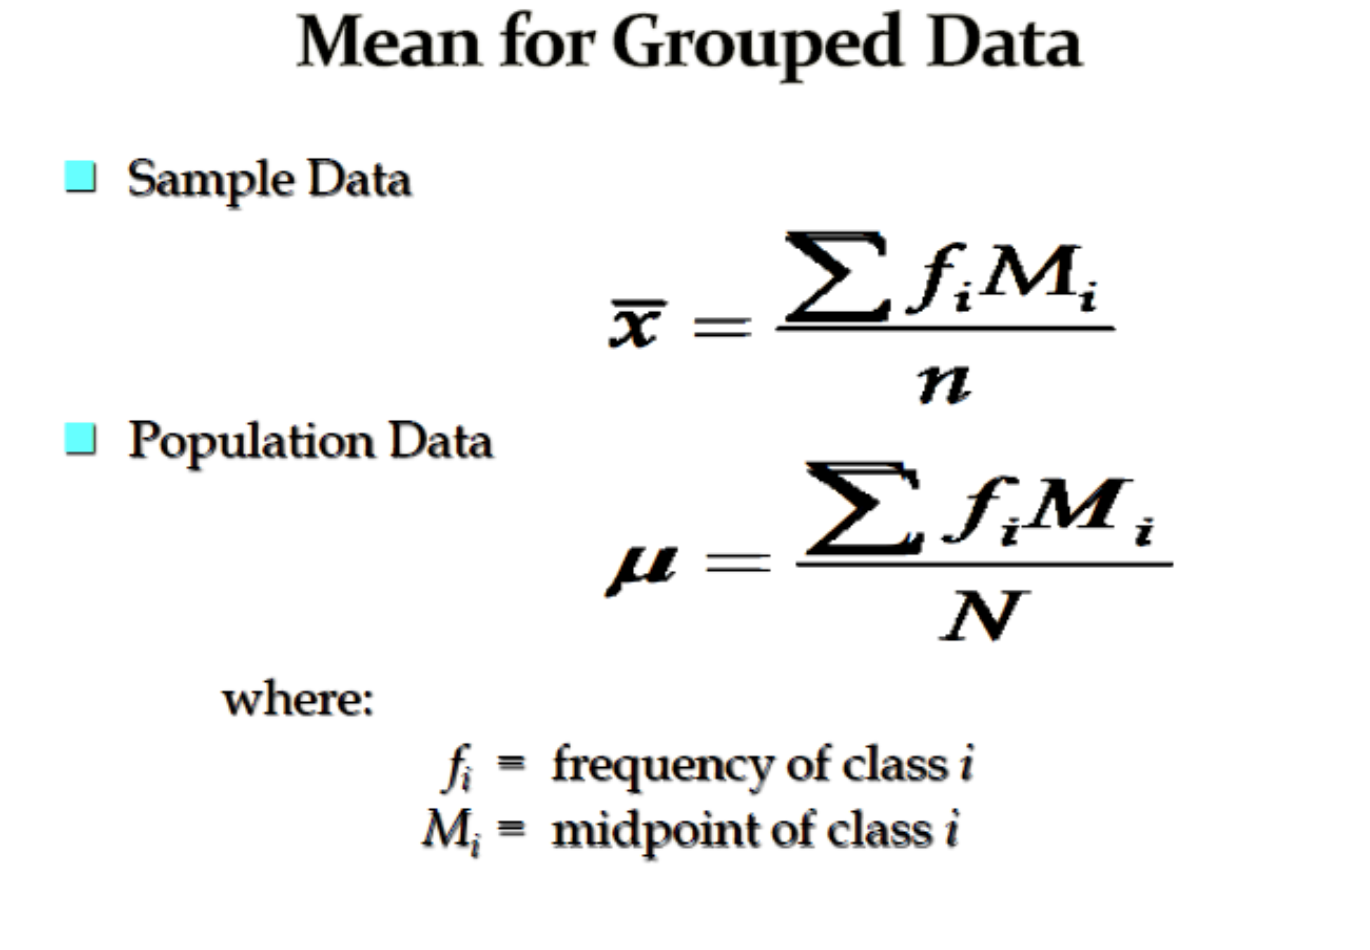 Mean for Grouped Data
Sample Data
x̄ = ∑ fᵢMᵢ / n
Population Data
μ = ∑ fᵢMᵢ / N
where:
fᵢ = frequency of class i
Mᵢ = midpoint of class i